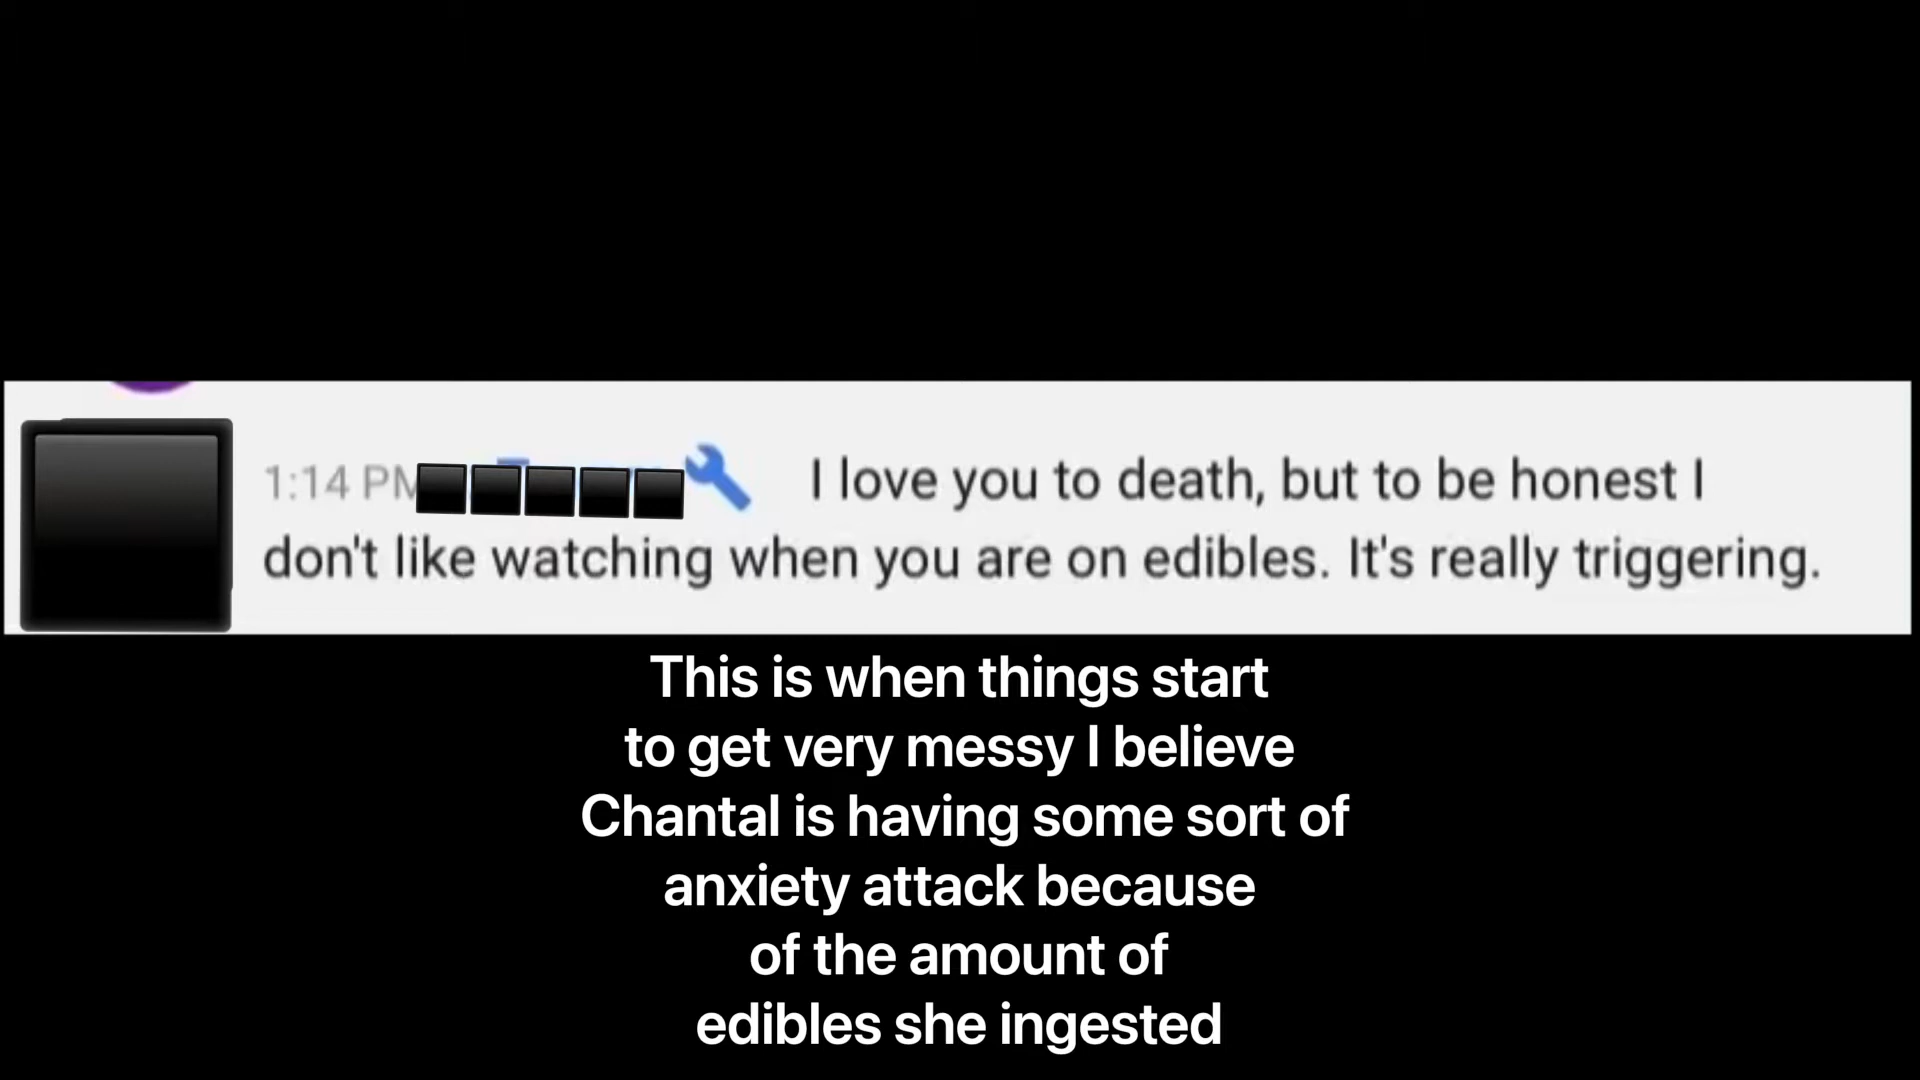 1:14 PM I love you to death, but to be honest I
don't like watching when you are on edibles. It's really triggering.
This is when things start
to get very messy I believe
Chantal is having some sort of
anxiety attack because
of the amount of
edibles she ingested